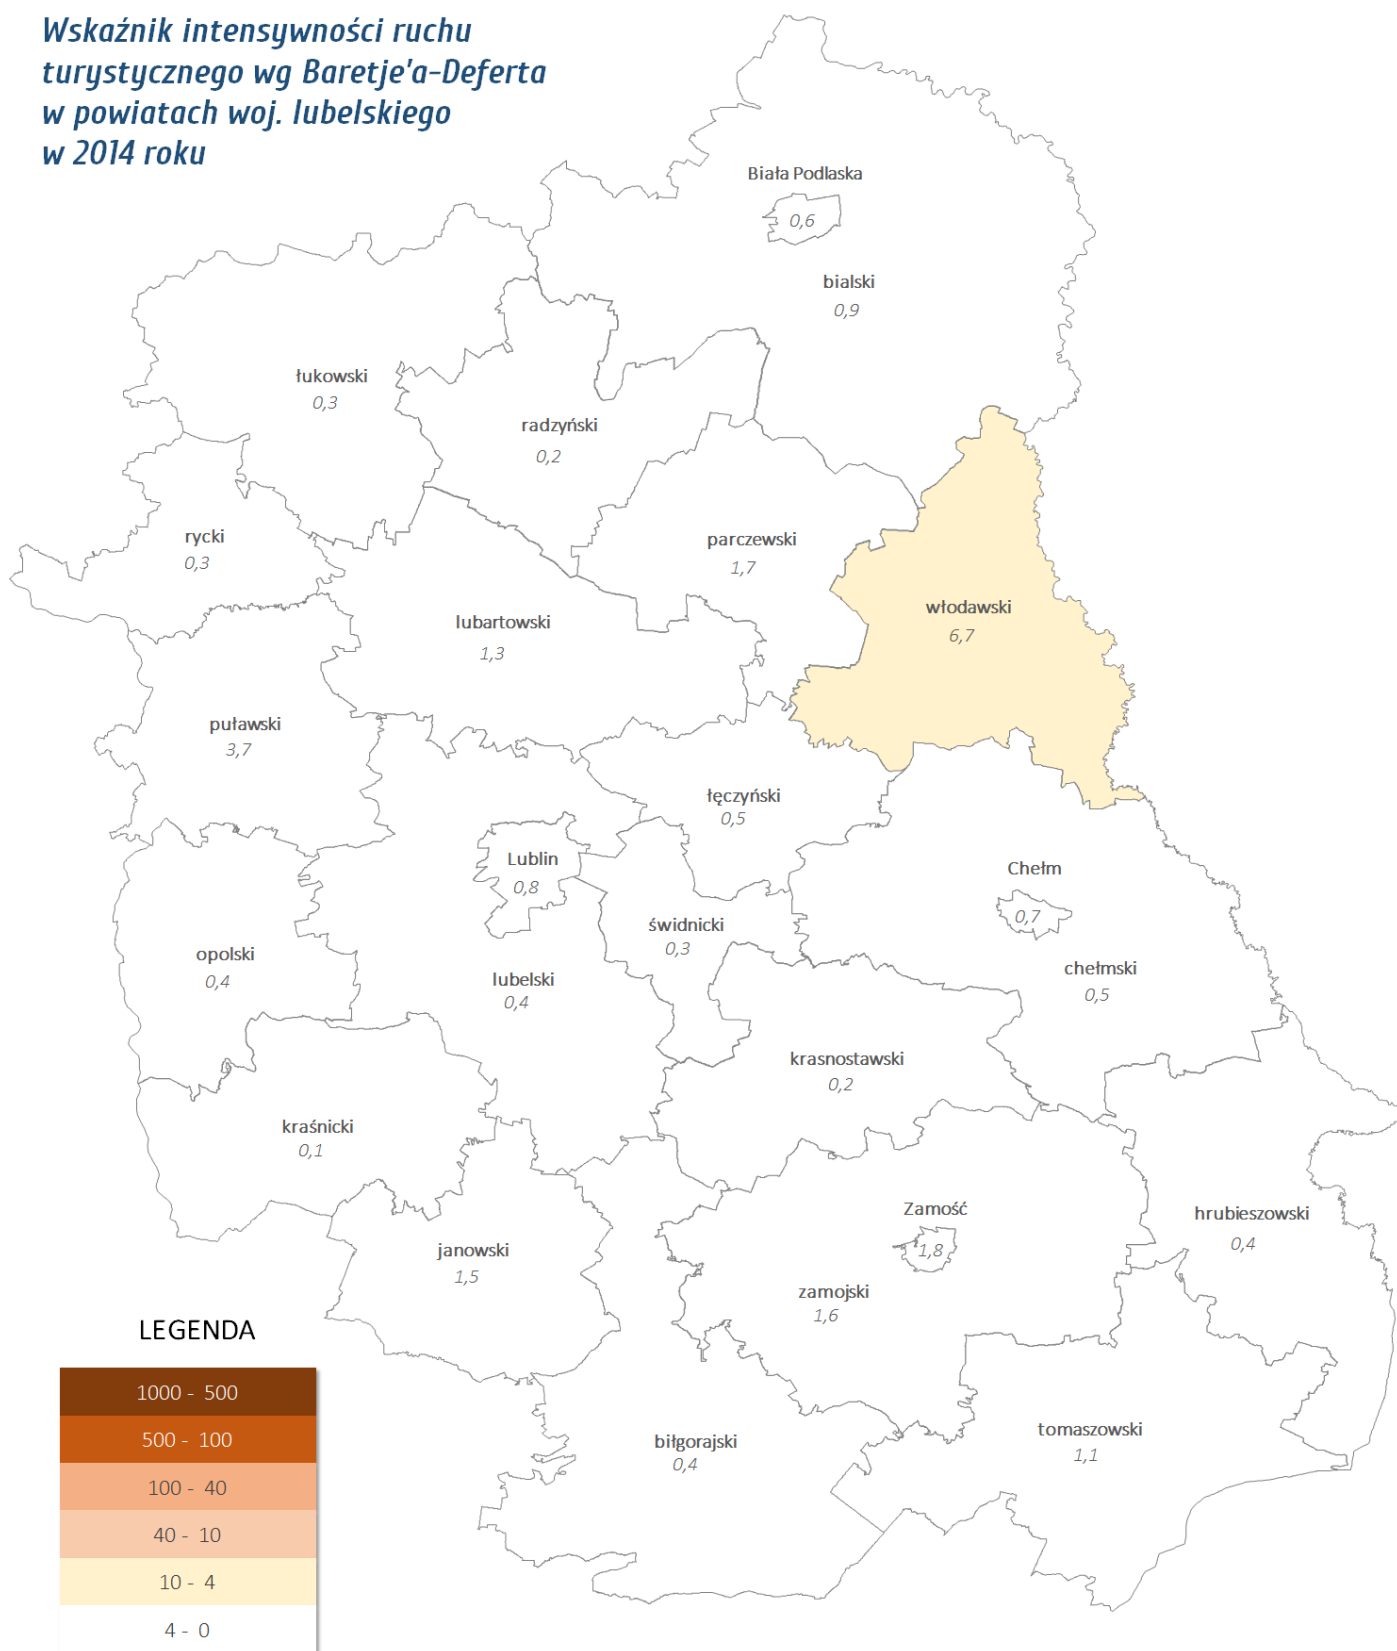 Wskaźnik intensywności ruchu
turystycznego wg Baretje'a-Deferta
w powiatach woj. lubelskiego
w 2014 roku
Biała Podlaska
0,6
bialski
0,9
łukowski
0,3
radzyński
0,2
rycki
0,3
parczewski
1,7
włodawski
6,7
lubartowski
1,3
puławski
3,7
łęczyński
0,5
Lublin
0,8
Chełm
0,7
świdnicki
0,3
opolski
0,4
lubelski
0,4
chełmski
0,5
krasnostawski
0,2
kraśnicki
0,1
Zamość
1,8
hrubieszowski
0,4
janowski
1,5
zamojski
1,6
tomaszowski
1,1
biłgorajski
0,4
LEGENDA
1000 - 500
500 - 100
100 - 40
40 - 10
10 - 4
4 - 0